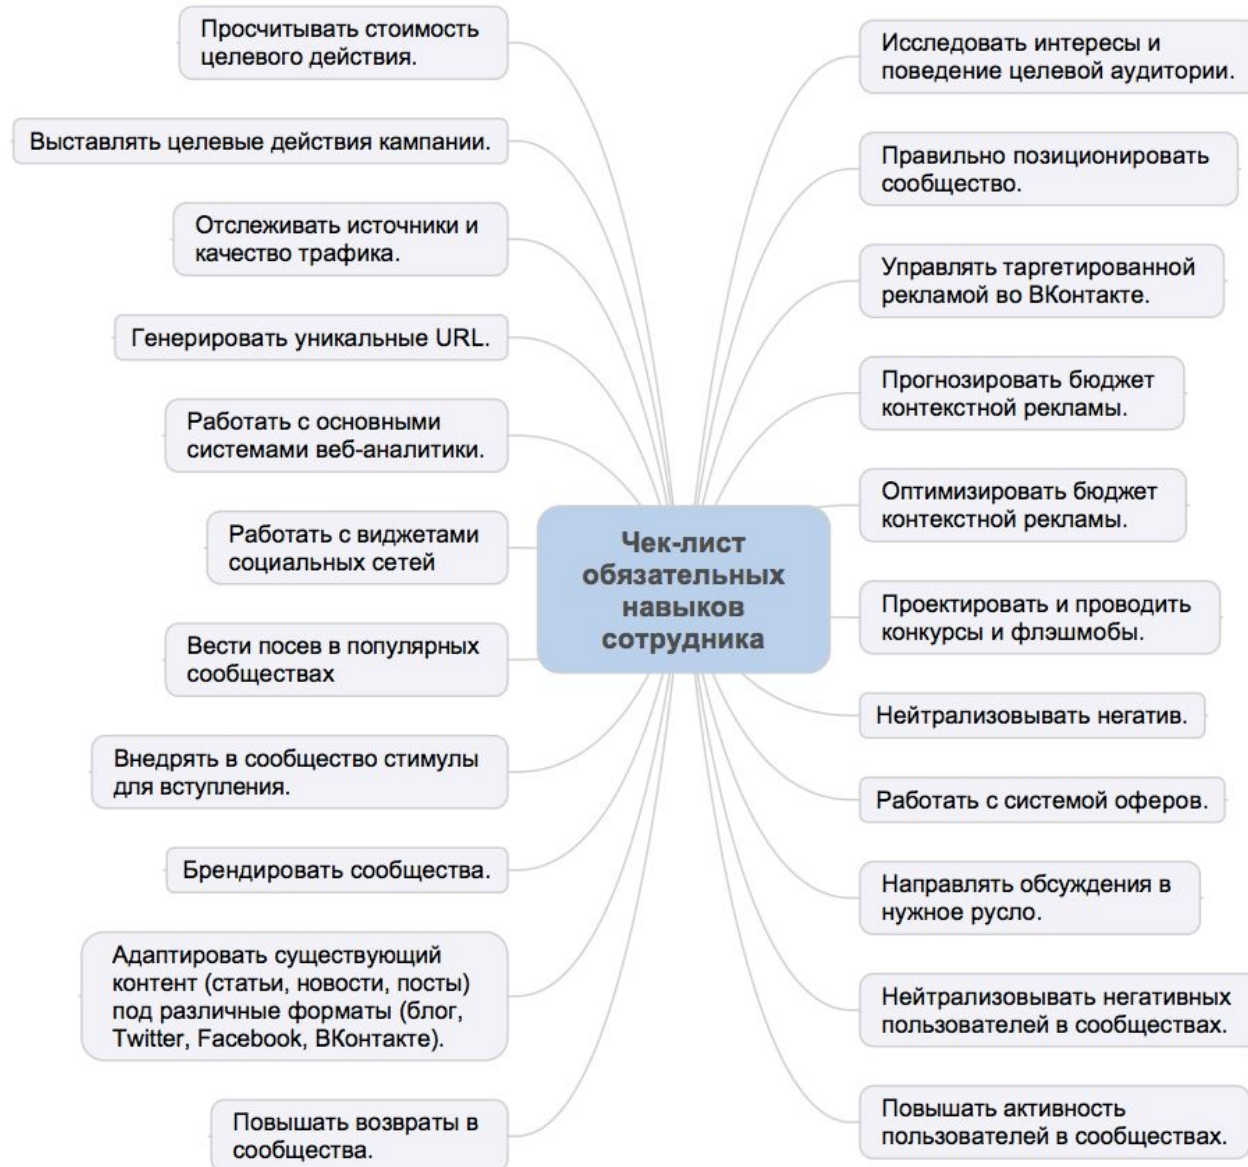 Просчитывать стоимость
целевого действия.
Выставлять целевые действия кампании.
Отслеживать источники и
качество трафика.
Генерировать уникальные URL.
Работать с основными
системами веб-аналитики.
Работать с виджетами
социальных сетей
Вести посев в популярных
сообществах
Внедрять в сообщество стимулы
для вступления.
Брендировать сообщества.
Адаптировать существующий
контент (статьи, новости, посты)
под различные форматы (блог,
Twitter, Facebook, ВКонтакте).
Повышать возвраты в
сообщества.
Чек-лист
обязательных
навыков
сотрудника
Исследовать интересы и
поведение целевой аудитории.
Правильно позиционировать
сообщество.
Управлять таргетированной
рекламой во ВКонтакте.
Прогнозировать бюджет
контекстной рекламы.
Оптимизировать бюджет
контекстной рекламы.
Проектировать и проводить
конкурсы и флэшмобы.
Нейтрализовывать негатив.
Работать с системой оферов.
Направлять обсуждения в
нужное русло.
Нейтрализовывать негативных
пользователей в сообществах.
Повышать активность
пользователей в сообществах.